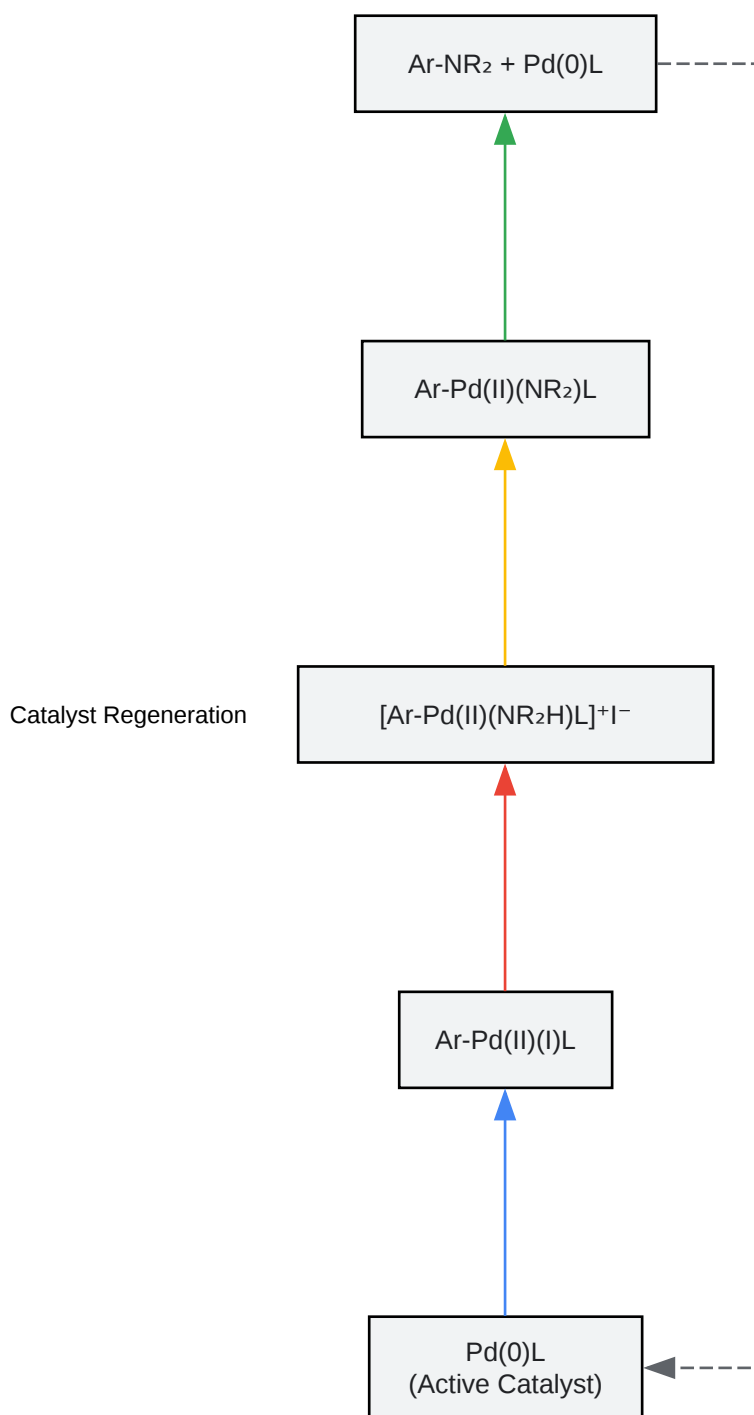 Ar-NR₂ + Pd(0)L
Ar-Pd(II)(NR₂)L
Catalyst Regeneration
[Ar-Pd(II)(NR₂H)L]⁺I⁻
Ar-Pd(II)(I)L
Pd(0)L
(Active Catalyst)